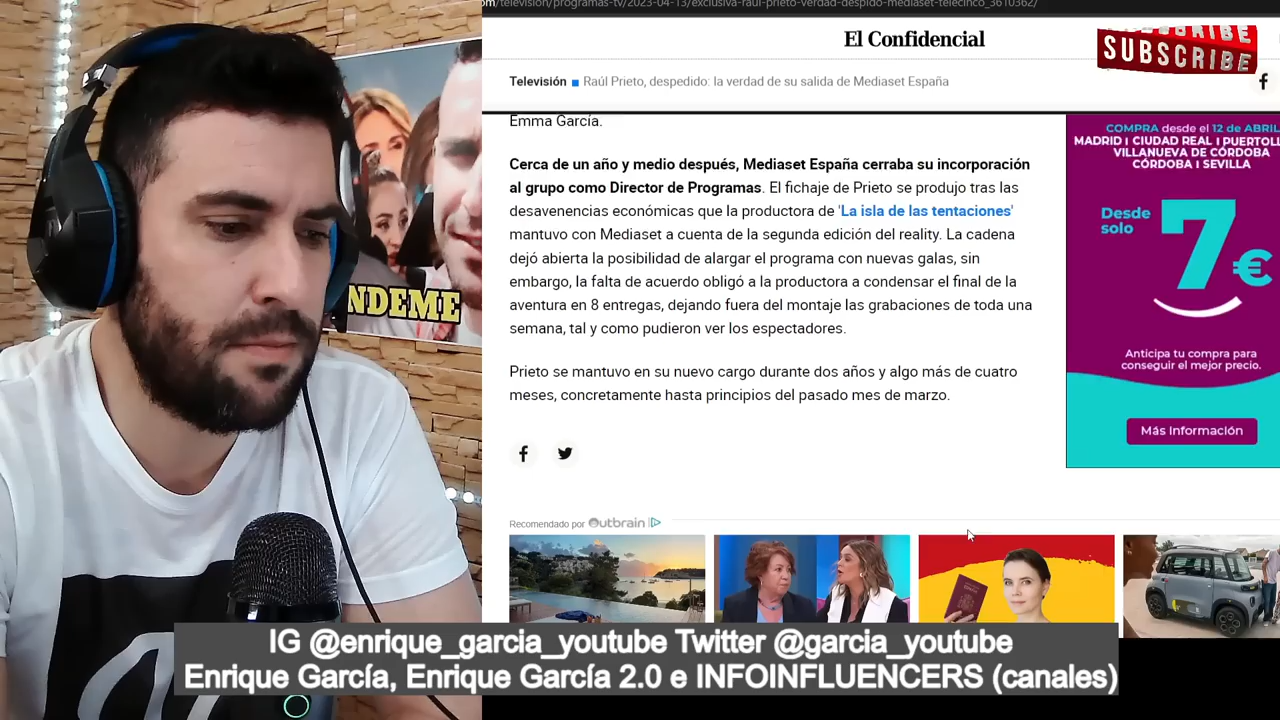 om/television/programas-tv/2023-04-13/exclusiva-raul-prieto-verdad-despido-mediaset-telecinco_3610362/
El Confidencial
SUBSCRIBE
SUBSCRIBE
Televisión
Raúl Prieto, despedido: la verdad de su salida de Mediaset España
Emma García.
Cerca de un año y medio después, Mediaset España cerraba su incorporación
al grupo como Director de Programas. El fichaje de Prieto se produjo tras las
desavenencias económicas que la productora de 'La isla de las tentaciones'
mantuvo con Mediaset a cuenta de la segunda edición del reality. La cadena
dejó abierta la posibilidad de alargar el programa con nuevas galas, sin
embargo, la falta de acuerdo obligó a la productora a condensar el final de la
aventura en 8 entregas, dejando fuera del montaje las grabaciones de toda una
semana, tal y como pudieron ver los espectadores.
Prieto se mantuvo en su nuevo cargo durante dos años y algo más de cuatro
meses, concretamente hasta principios del pasado mes de marzo.
COMPRA desde el 12 de ABRIL
MADRID I CIUDAD REAL I PUERTOLL
VILLANUEVA DE CÓRDOBA
CÓRDOBA I SEVILLA
Desde
solo
7€
Anticipa tu compra para
conseguir el mejor precio.
Más información
NDEME
Recomendado por Outbrain
IG @enrique_garcia_youtube Twitter @garcia_youtube
Enrique García, Enrique García 2.0 e INFOINFLUENCERS (canales)